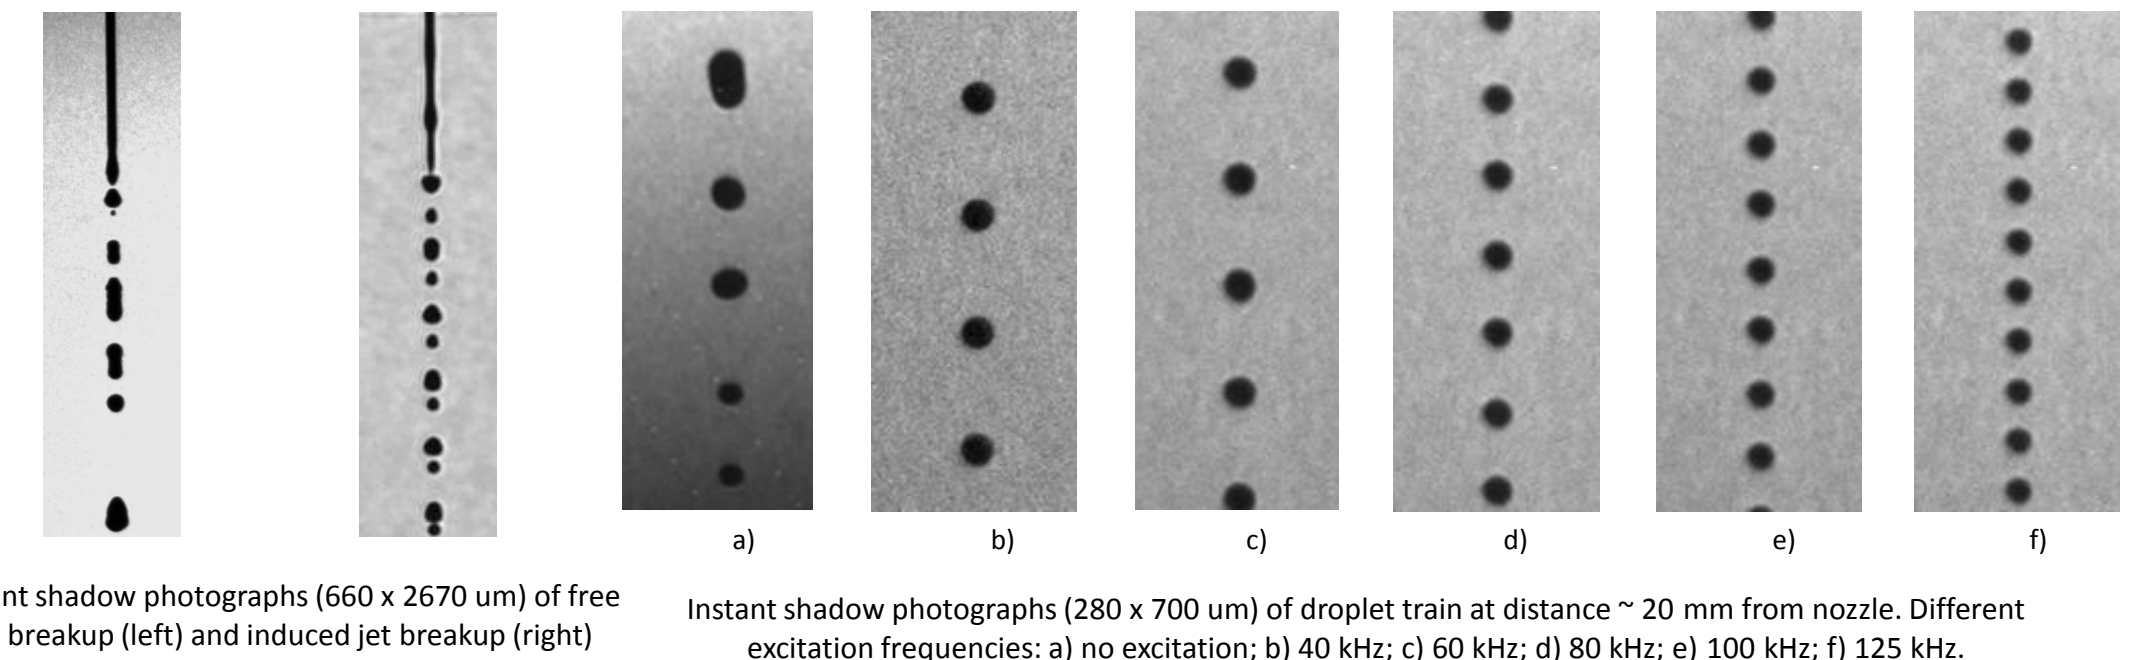 a) b) c) d) e) f)
nt shadow photographs (660 x 2670 um) of free
breakup (left) and induced jet breakup (right)
Instant shadow photographs (280 x 700 um) of droplet train at distance ~ 20 mm from nozzle. Different
excitation frequencies: a) no excitation; b) 40 kHz; c) 60 kHz; d) 80 kHz; e) 100 kHz; f) 125 kHz.